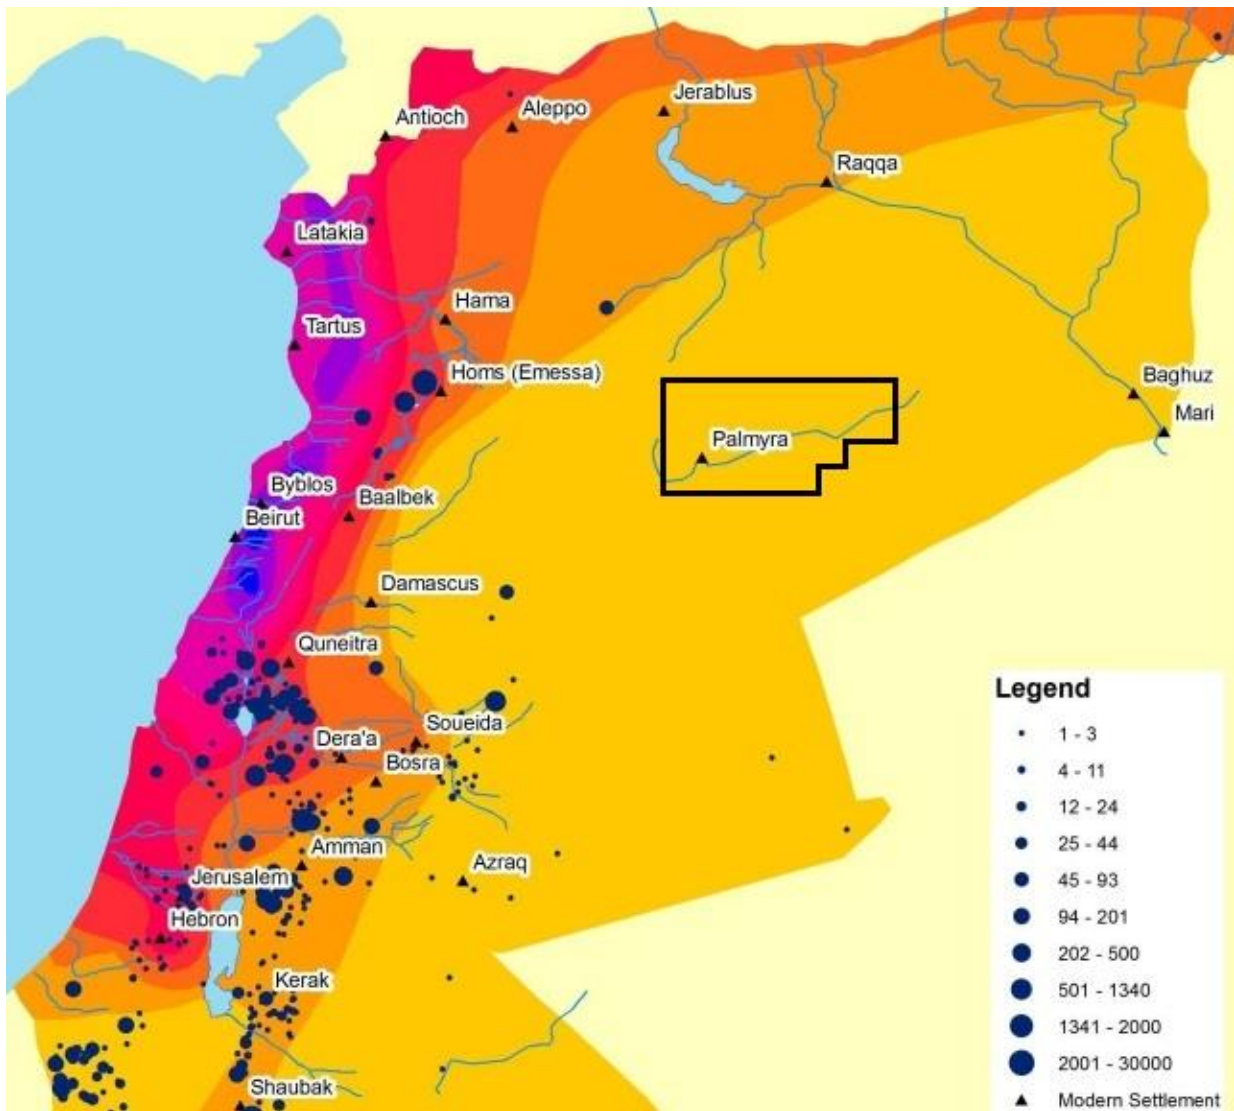 Antioch
Aleppo
Jerablus
Raqqa
Latakia
Hama
Tartus
Homs (Emessa)
Baghuz
Mari
Palmyra
Byblos
Baalbek
Beirut
Damascus
Quneitra
Soueida
Dera'a
Bosra
Amman
Azraq
Jerusalem
Hebron
Kerak
Shaubak
Legend
1 - 3
4 - 11
12 - 24
25 - 44
45 - 93
94 - 201
202 - 500
501 - 1340
1341 - 2000
2001 - 30000
Modern Settlement